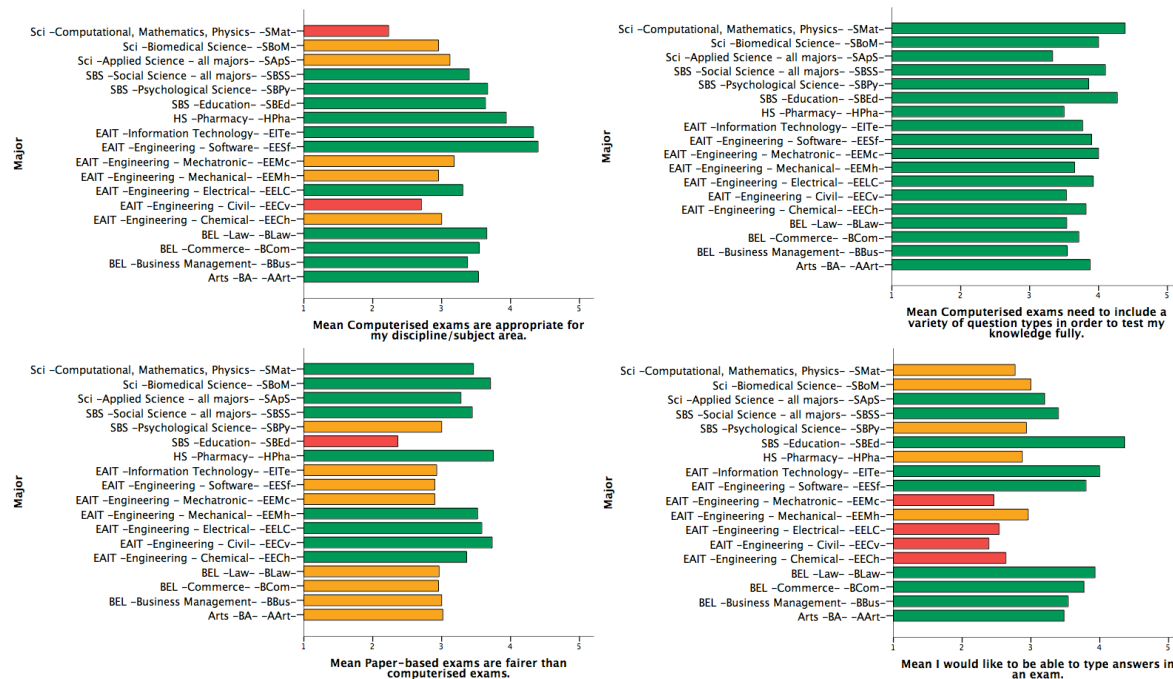 Sci -Computational, Mathematics, Physics- -SMat-
Sci -Biomedical Science- -SBoM-
Sci -Applied Science - all majors- -SApS-
SBS -Social Science - all majors- -SBSS-
SBS -Psychological Science- -SBPy-
SBS -Education- -SBEd-
HS -Pharmacy- -HPha-
EAIT -Information Technology- -EITe-
EAIT -Engineering - Software- -EESf-
EAIT -Engineering - Mechatronic- -EEMc-
EAIT -Engineering - Mechanical- -EEMh-
EAIT -Engineering - Electrical- -EELC-
EAIT -Engineering - Civil- -EECv-
EAIT -Engineering - Chemical- -EECh-
BEL -Law- -BLaw-
BEL -Commerce- -BCom-
BEL -Business Management- -BBus-
Arts -BA- -AArt-
Major
1 2 3 4 5
Mean Computerised exams are appropriate for
my discipline/subject area.
Sci -Computational, Mathematics, Physics- -SMat-
Sci -Biomedical Science- -SBoM-
Sci -Applied Science - all majors- -SApS-
SBS -Social Science - all majors- -SBSS-
SBS -Psychological Science- -SBPy-
SBS -Education- -SBEd-
HS -Pharmacy- -HPha-
EAIT -Information Technology- -EITe-
EAIT -Engineering - Software- -EESf-
EAIT -Engineering - Mechatronic- -EEMc-
EAIT -Engineering - Mechanical- -EEMh-
EAIT -Engineering - Electrical- -EELC-
EAIT -Engineering - Civil- -EECv-
EAIT -Engineering - Chemical- -EECh-
BEL -Law- -BLaw-
BEL -Commerce- -BCom-
BEL -Business Management- -BBus-
Arts -BA- -AArt-
Major
1 2 3 4 5
Mean Computerised exams need to include a
variety of question types in order to test my
knowledge fully.
Sci -Computational, Mathematics, Physics- -SMat-
Sci -Biomedical Science- -SBoM-
Sci -Applied Science - all majors- -SApS-
SBS -Social Science - all majors- -SBSS-
SBS -Psychological Science- -SBPy-
SBS -Education- -SBEd-
HS -Pharmacy- -HPha-
EAIT -Information Technology- -EITe-
EAIT -Engineering - Software- -EESf-
EAIT -Engineering - Mechatronic- -EEMc-
EAIT -Engineering - Mechanical- -EEMh-
EAIT -Engineering - Electrical- -EELC-
EAIT -Engineering - Civil- -EECv-
EAIT -Engineering - Chemical- -EECh-
BEL -Law- -BLaw-
BEL -Commerce- -BCom-
BEL -Business Management- -BBus-
Arts -BA- -AArt-
Major
1 2 3 4 5
Mean Paper-based exams are fairer than
computerised exams.
Sci -Computational, Mathematics, Physics- -SMat-
Sci -Biomedical Science- -SBoM-
Sci -Applied Science - all majors- -SApS-
SBS -Social Science - all majors- -SBSS-
SBS -Psychological Science- -SBPy-
SBS -Education- -SBEd-
HS -Pharmacy- -HPha-
EAIT -Information Technology- -EITe-
EAIT -Engineering - Software- -EESf-
EAIT -Engineering - Mechatronic- -EEMc-
EAIT -Engineering - Mechanical- -EEMh-
EAIT -Engineering - Electrical- -EELC-
EAIT -Engineering - Civil- -EECv-
EAIT -Engineering - Chemical- -EECh-
BEL -Law- -BLaw-
BEL -Commerce- -BCom-
BEL -Business Management- -BBus-
Arts -BA- -AArt-
Major
1 2 3 4 5
Mean I would like to be able to type answers in
an exam.